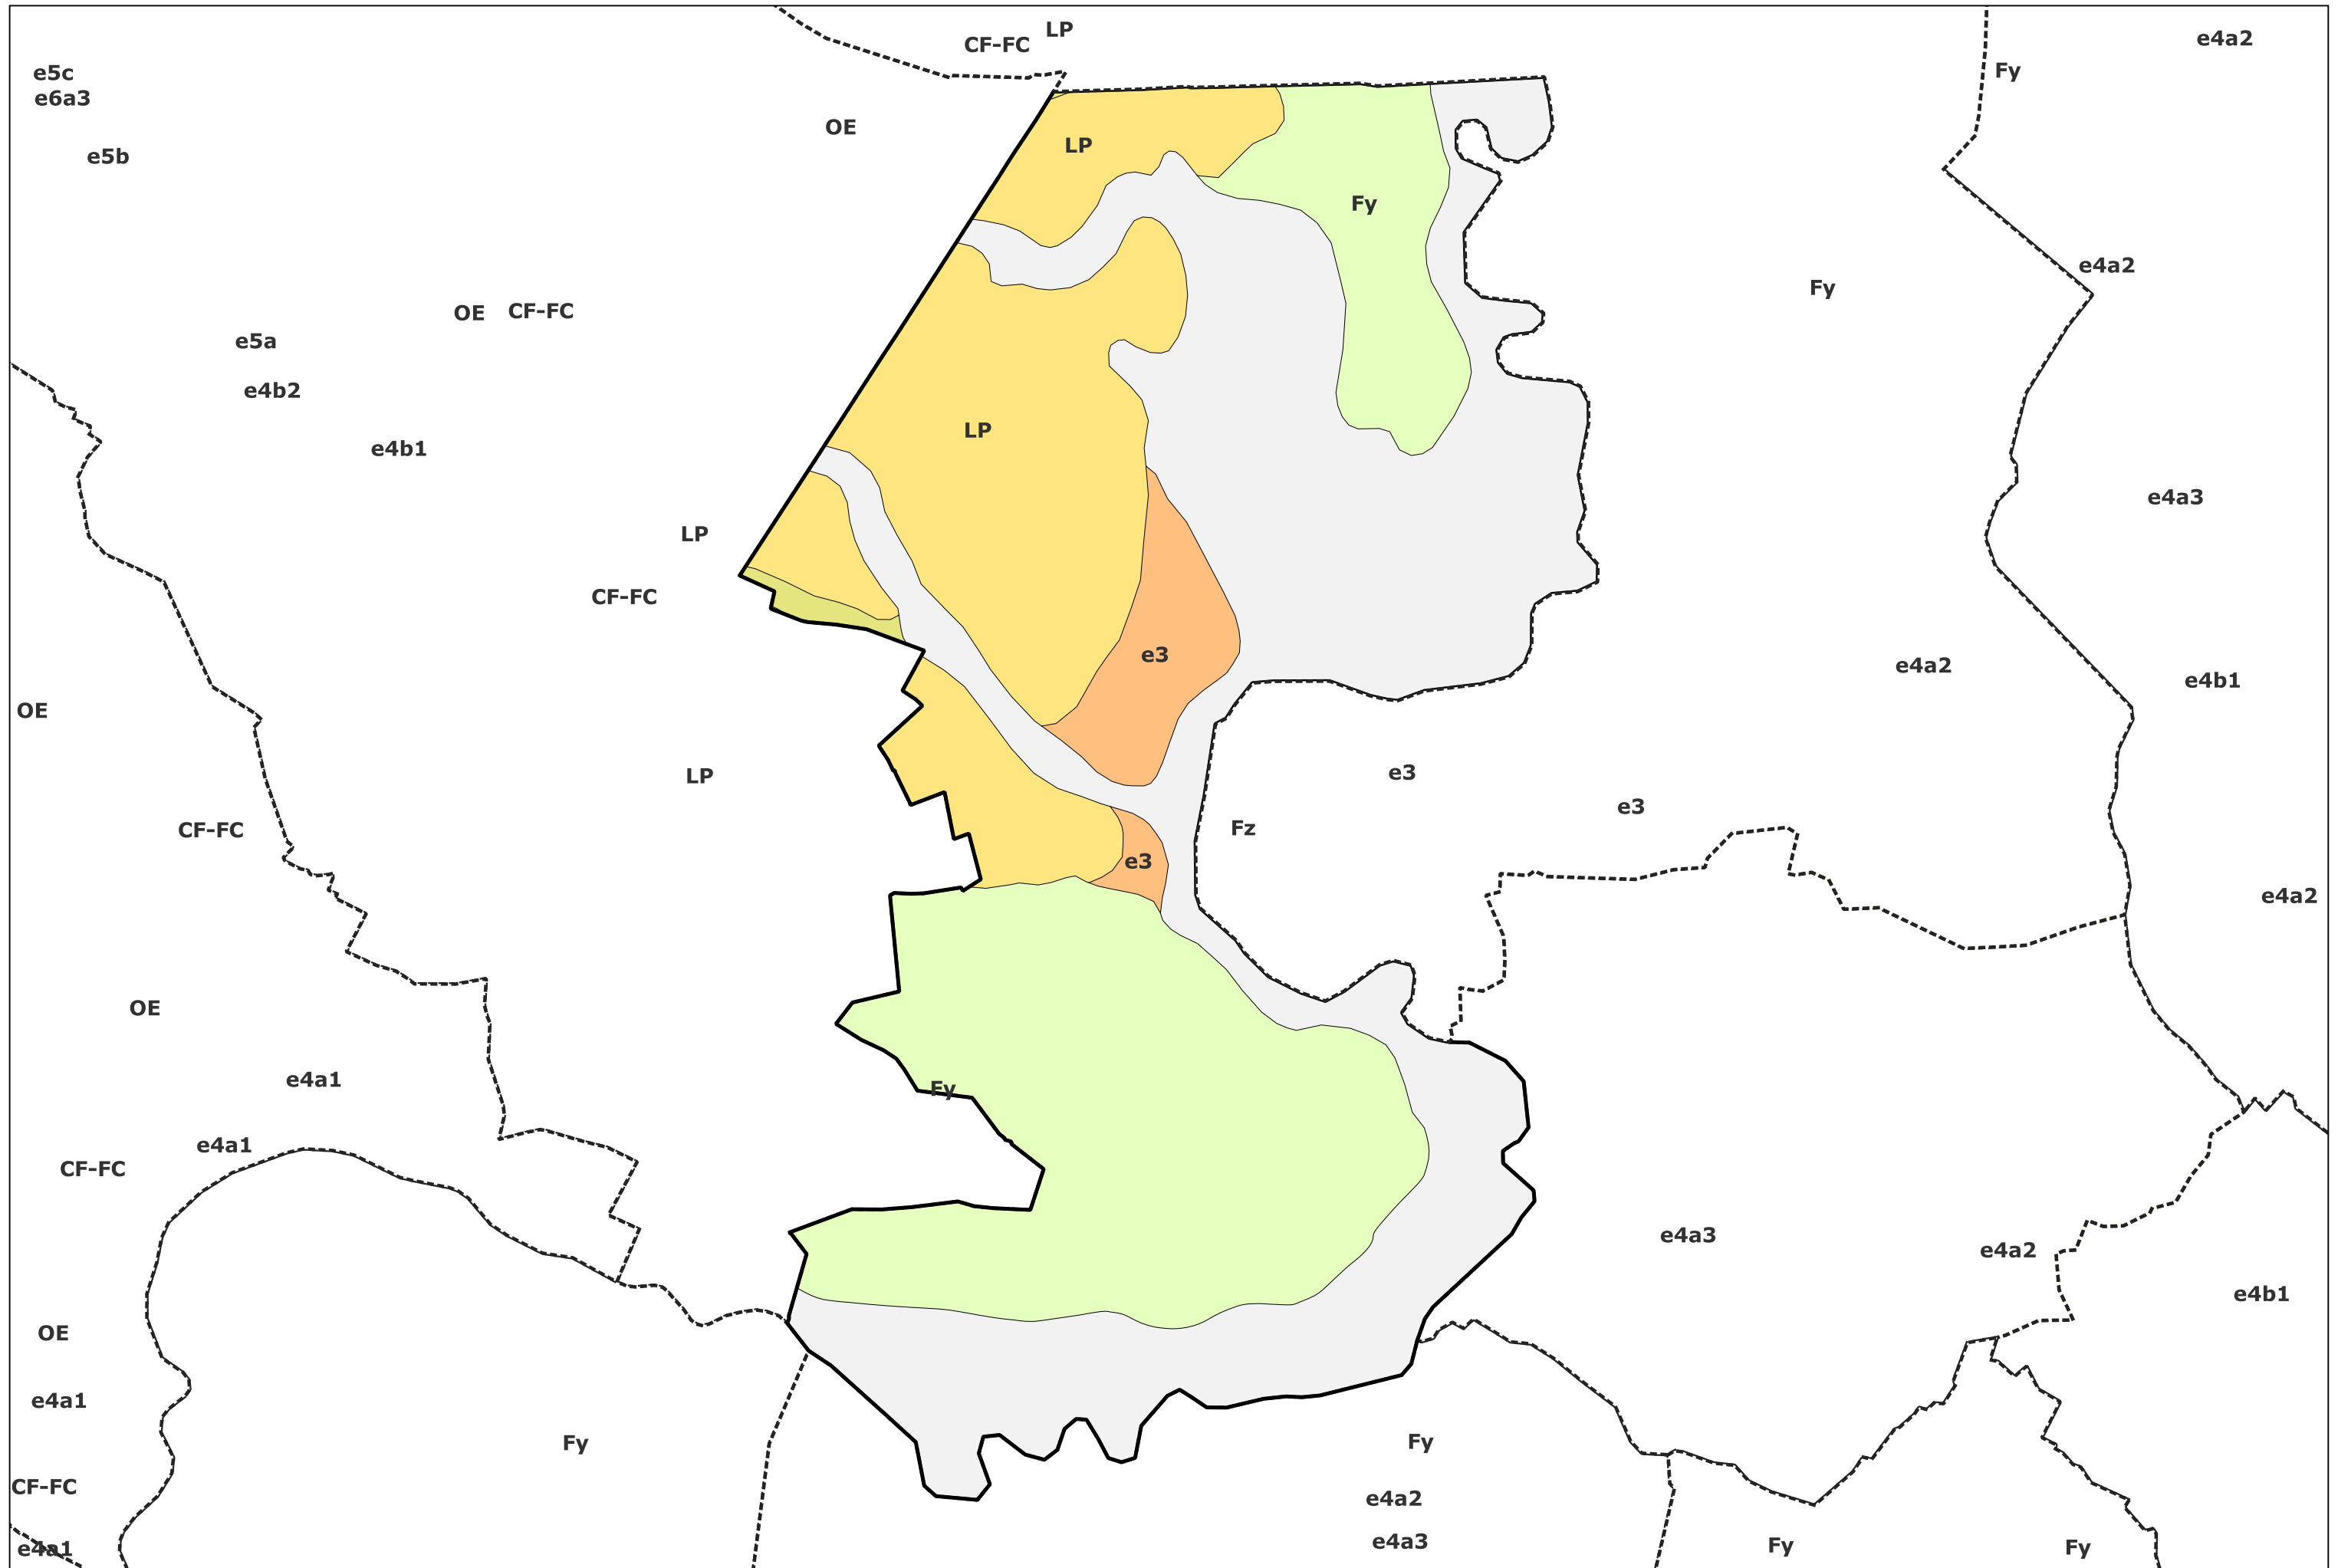 LP
CF-FC
e4a2
Fy
e5c
e6a3
OE
LP
e5b
Fy
e4a2
Fy
OE CF-FC
e5a
e4b2
LP
e4b1
e4a3
LP
CF-FC
e3
e4a2
e4b1
OE
e3
LP
e3
Fz
CF-FC
e3
e4a2
OE
e4a1
Fy
e4a1
CF-FC
e4a3
e4a2
e4b1
OE
e4a1
Fy
Fy
CF-FC
e4a2
e4a3
Fy
Fy
e4a1